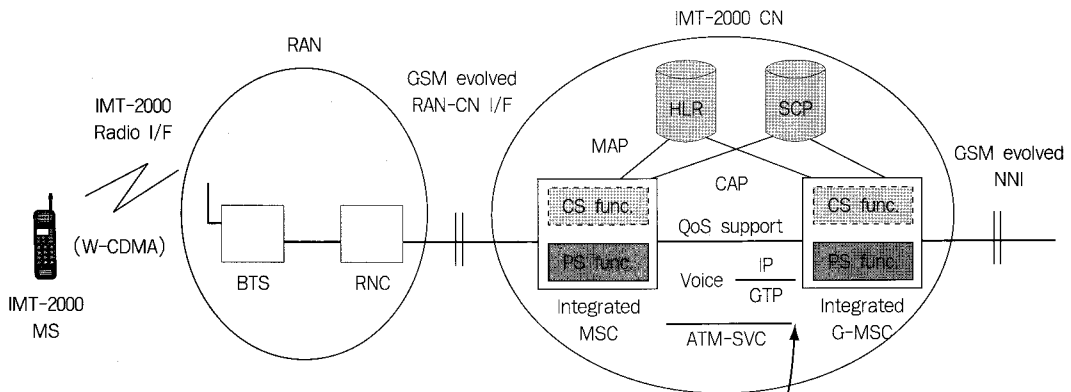 IMT-2000 CN
RAN
GSM evolved
RAN-CN I/F
IMT-2000
Radio I/F
HLR
SCP
MAP
CAP
GSM evolved
NNI
CS func.
CS func.
QoS support
(W-CDMA)
PS func.
PS func.
BTS
RNC
Voice
IP
GTP
IMT-2000
MS
Integrated
MSC
Integrated
G-MSC
ATM-SVC